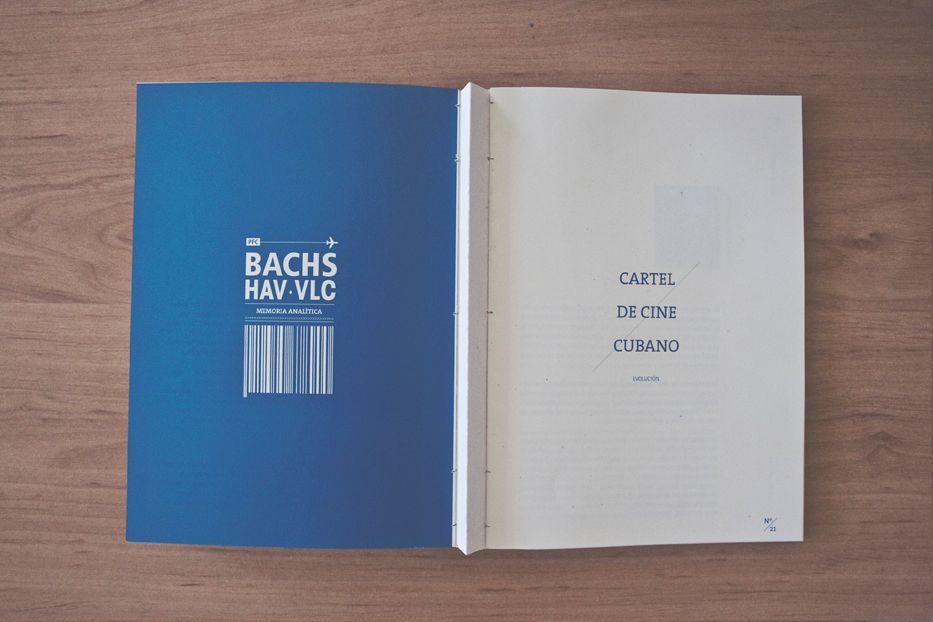 PFC
BACHS
HAV·VLC
MEMORIA ANALÍTICA
CARTEL
DE CINE
CUBANO
EVOLUCIÓN
Nº
21